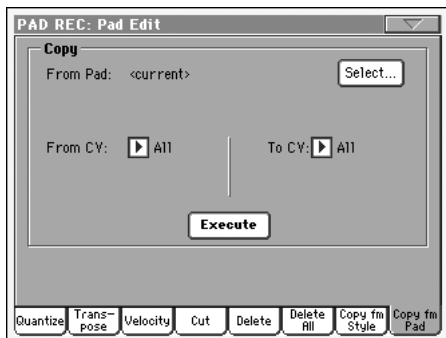 PAD REC: Pad Edit
Copy
From Pad: <current> Select...
From CV: All To CV: All
Execute
Quantize Trans-pose Velocity Cut Delete Delete All Copy fm Style Copy fm Pad